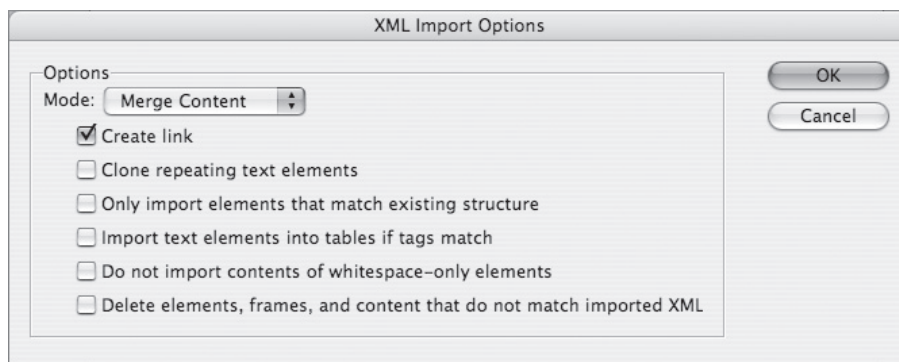 XML Import Options
Options
Mode: Merge Content
Create link
Clone repeating text elements
Only import elements that match existing structure
Import text elements into tables if tags match
Do not import contents of whitespace-only elements
Delete elements, frames, and content that do not match imported XML
OK
Cancel